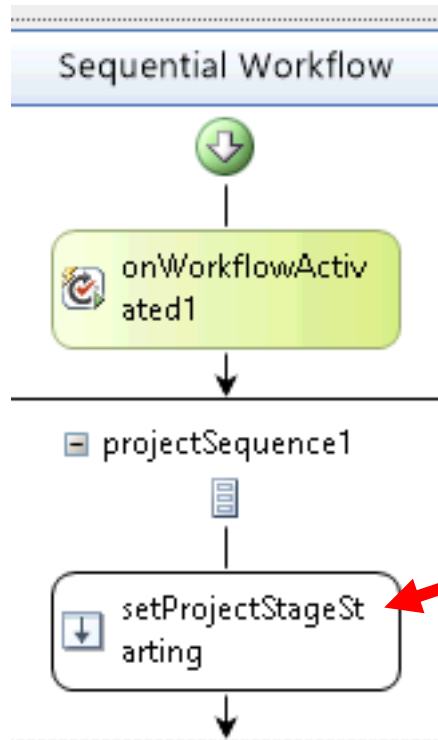 Sequential Workflow
onWorkflowActiv
ated1
projectSequence1
setProjectStageSt
arting